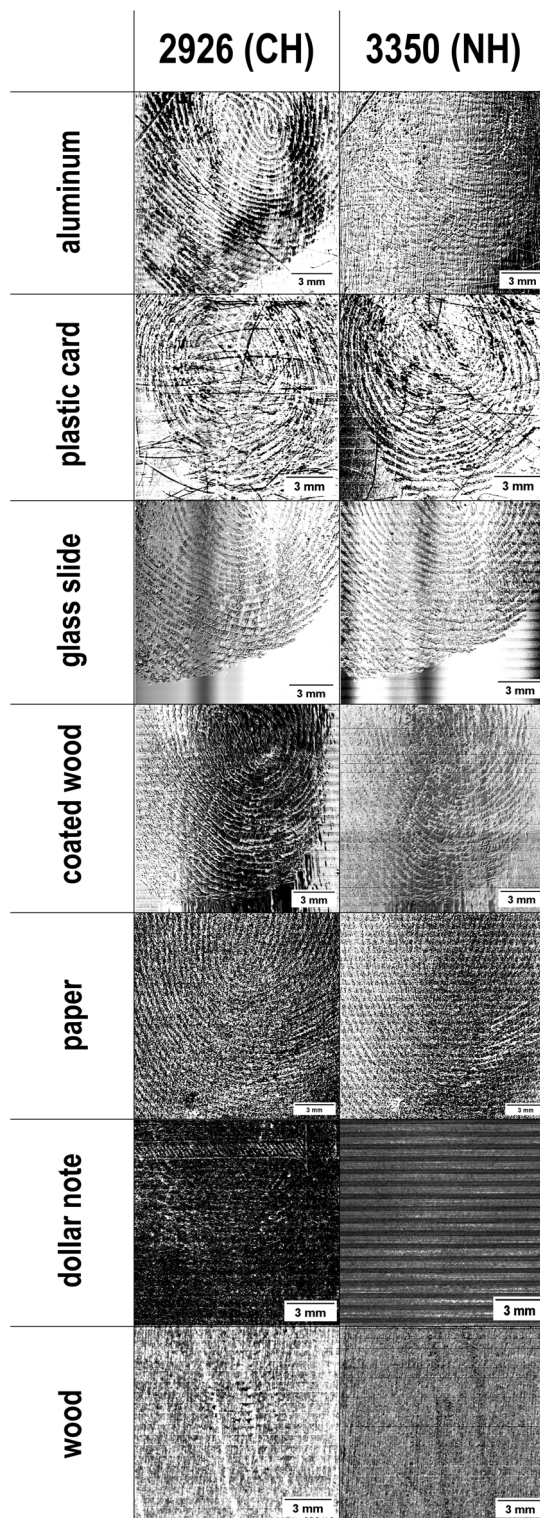 2926 (CH) 3350 (NH)
aluminum
3 mm 3 mm
plastic card
3 mm 3 mm
glass slide
3 mm 3 mm
coated wood
3 mm 3 mm
paper
3 mm 3 mm
dollar note
3 mm 3 mm
wood
3 mm 3 mm